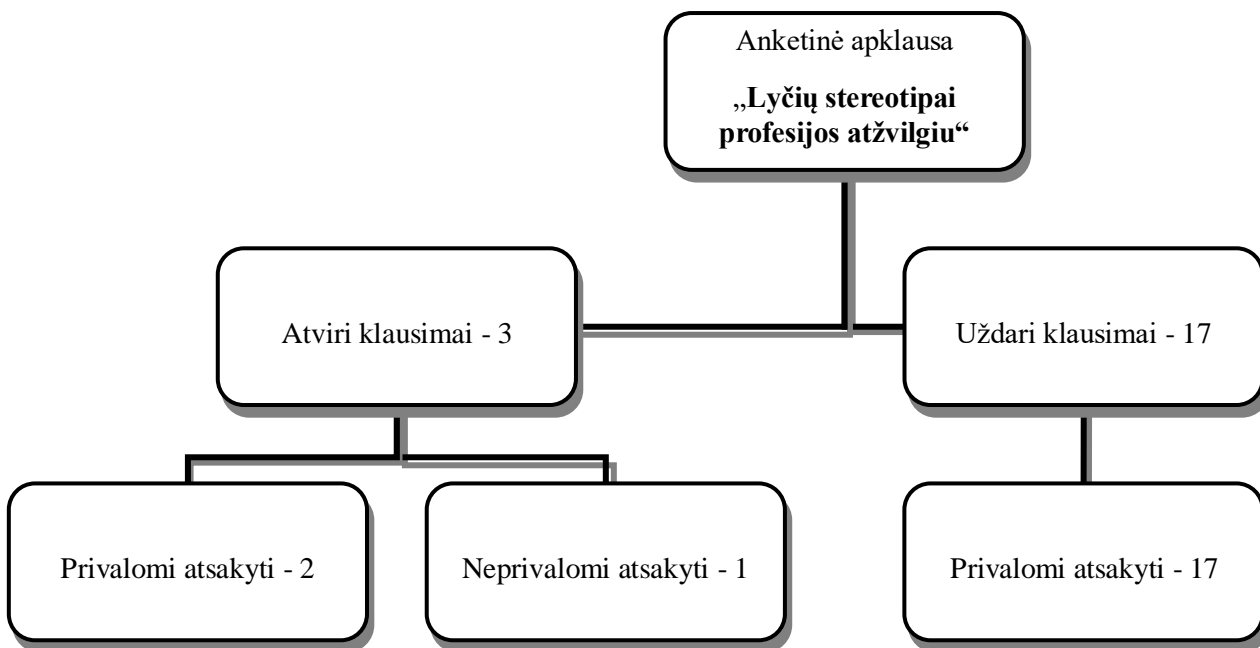 Anketinė apklausa
„Lyčių stereotipai
profesijos atžvilgiu“
Atviri klausimai - 3
Uždari klausimai - 17
Privalomi atsakyti - 2
Neprivalomi atsakyti - 1
Privalomi atsakyti - 17